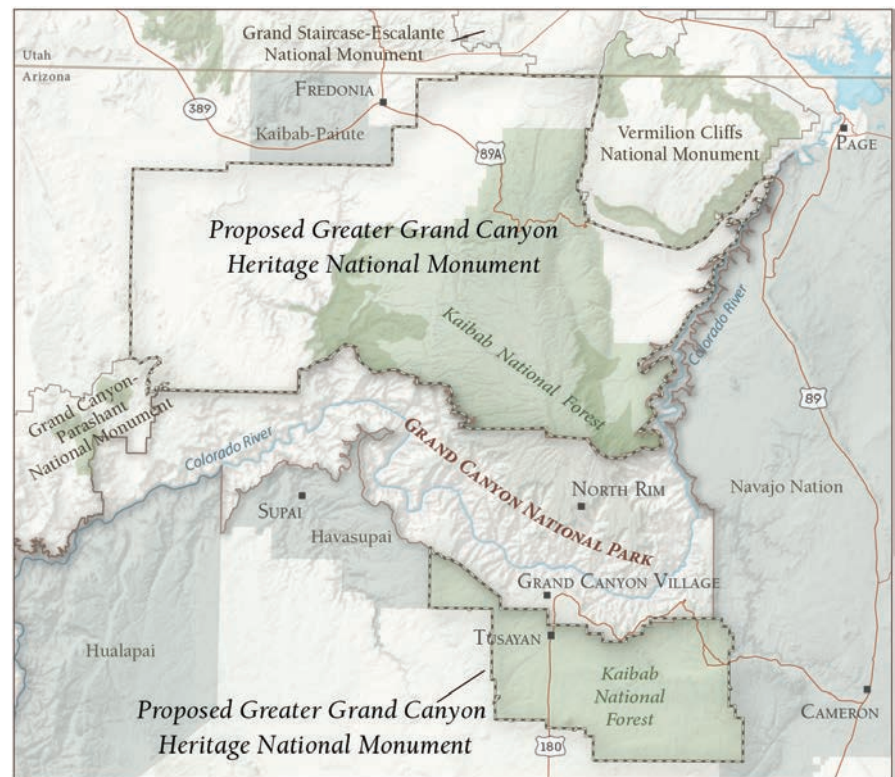 Grand Staircase-Escalante
National Monument
Utah
Arizona
FREDONIA
389
Kaibab-Paiute
89A
Vermilion Cliffs
National Monument
PAGE
Proposed Greater Grand Canyon
Heritage National Monument
Kaibab National Forest
Colorado River
89
Grand Canyon-
Parashant
National Monument
Colorado River
GRAND CANYON NATIONAL PARK
NORTH RIM
Navajo Nation
SUPAI
Havasupai
GRAND CANYON VILLAGE
TUSAYAN
Hualapai
Kaibab
National
Forest
CAMERON
Proposed Greater Grand Canyon
Heritage National Monument
180